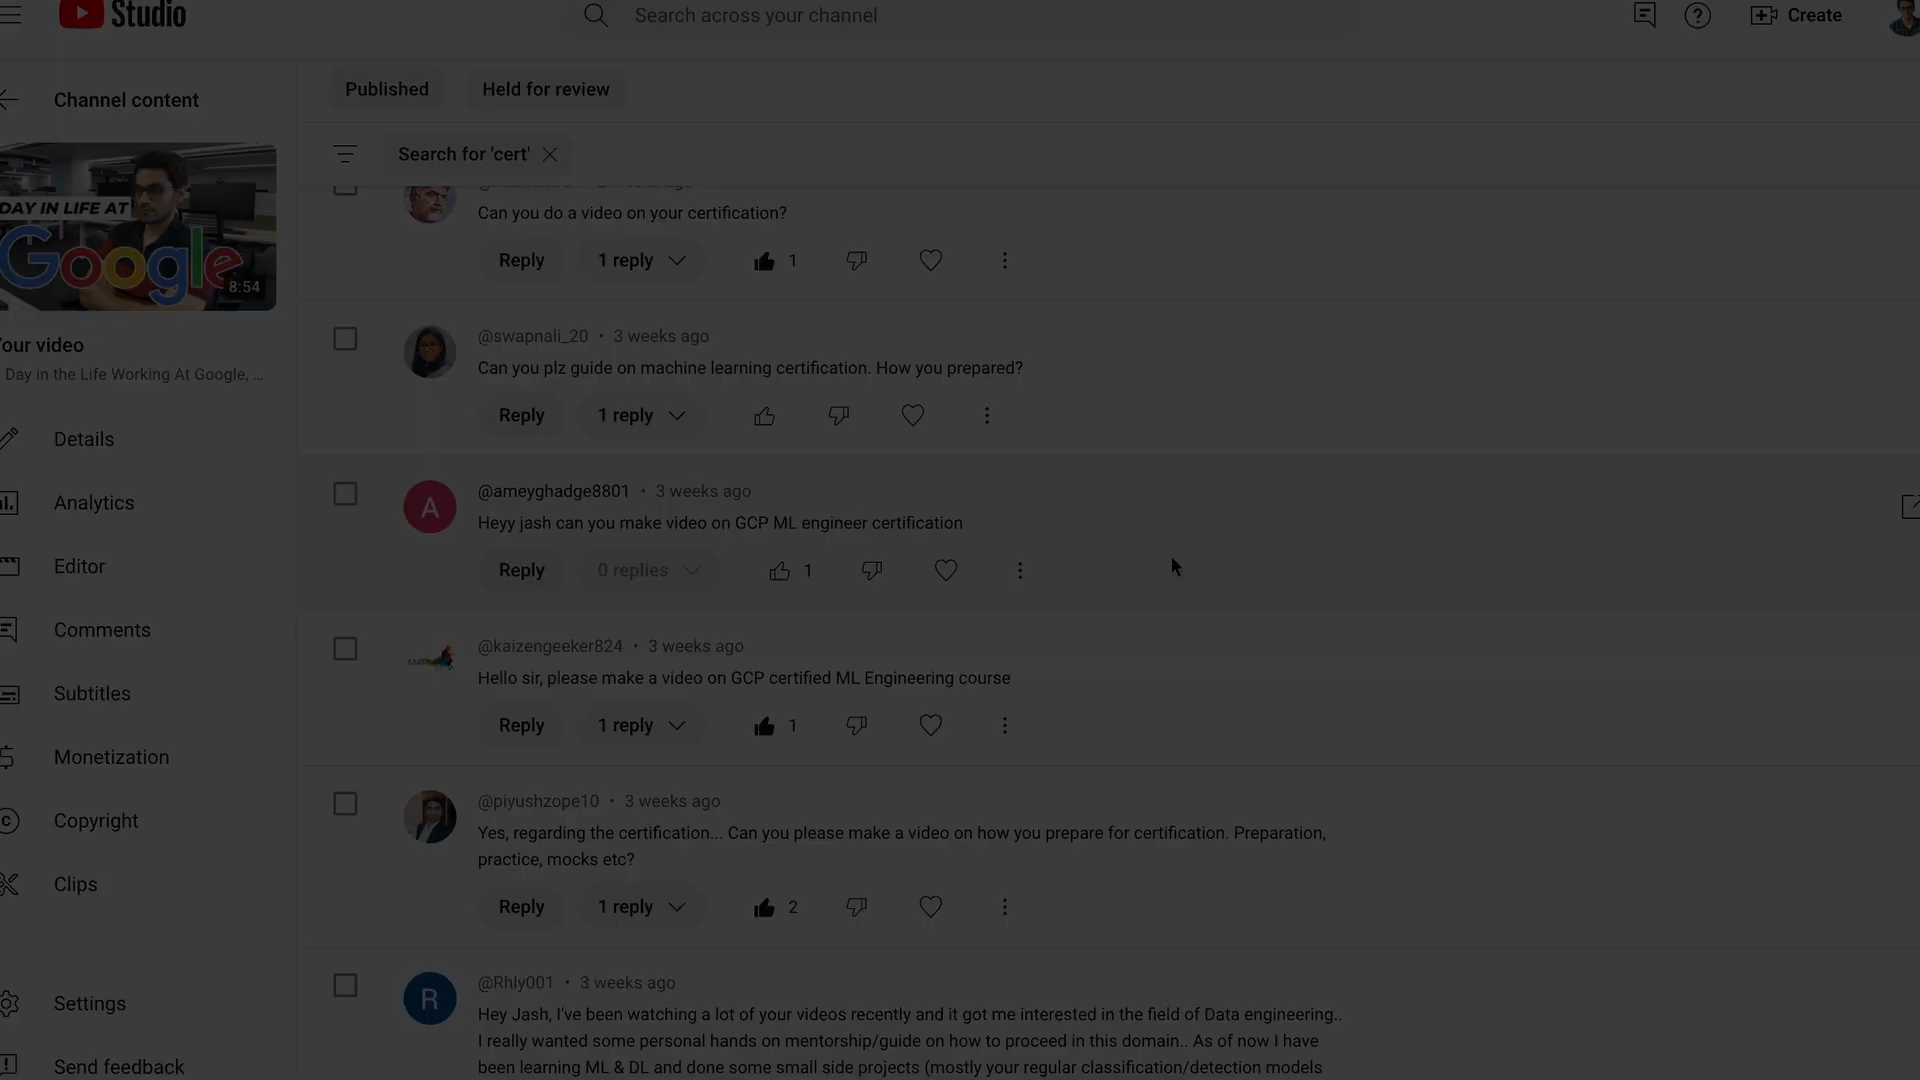 Studio
Search across your channel
Create
Channel content
Published
Held for review
Search for 'cert'
DAY IN LIFE AT
Google
8:54
Your video
Day in the Life Working At Google, ...
Details
Analytics
Editor
Comments
Subtitles
Monetization
Copyright
Clips
Settings
Send feedback
Can you do a video on your certification?
Reply 1 reply 1
@swapnali_20 • 3 weeks ago
Can you plz guide on machine learning certification. How you prepared?
Reply 1 reply
A
@ameyghadge8801 • 3 weeks ago
Heyy jash can you make video on GCP ML engineer certification
Reply 0 replies 1
@kaizengeeker824 • 3 weeks ago
Hello sir, please make a video on GCP certified ML Engineering course
Reply 1 reply 1
@piyushzope10 • 3 weeks ago
Yes, regarding the certification... Can you please make a video on how you prepare for certification. Preparation,
practice, mocks etc?
Reply 1 reply 2
R
@Rhly001 • 3 weeks ago
Hey Jash, I've been watching a lot of your videos recently and it got me interested in the field of Data engineering..
I really wanted some personal hands on mentorship/guide on how to proceed in this domain.. As of now I have
been learning ML & DL and done some small side projects (mostly your regular classification/detection models